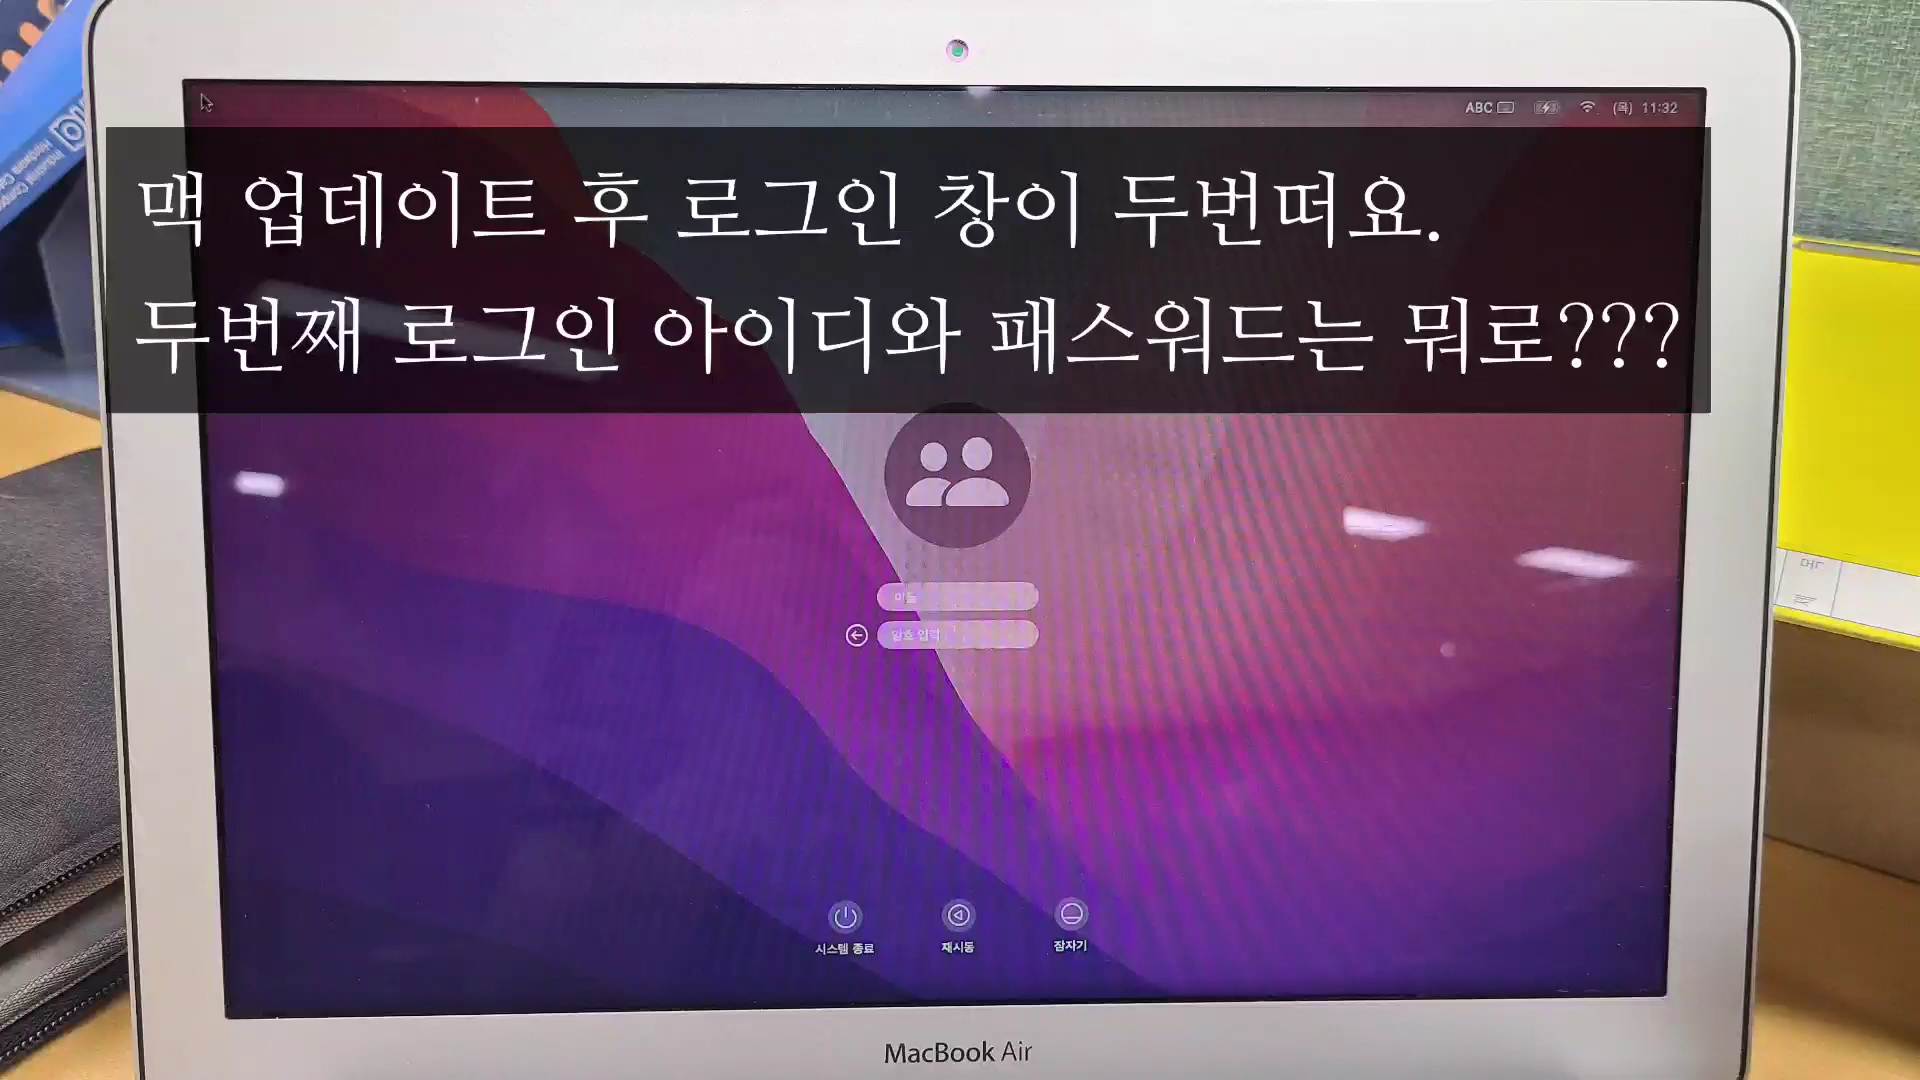 ABC (목) 11:32
맥 업데이트 후 로그인 창이 두번떠요.
두번째 로그인 아이디와 패스워드는 뭐로???
이름
암호 입력
시스템 종료 재시동 잠자기
MacBook Air